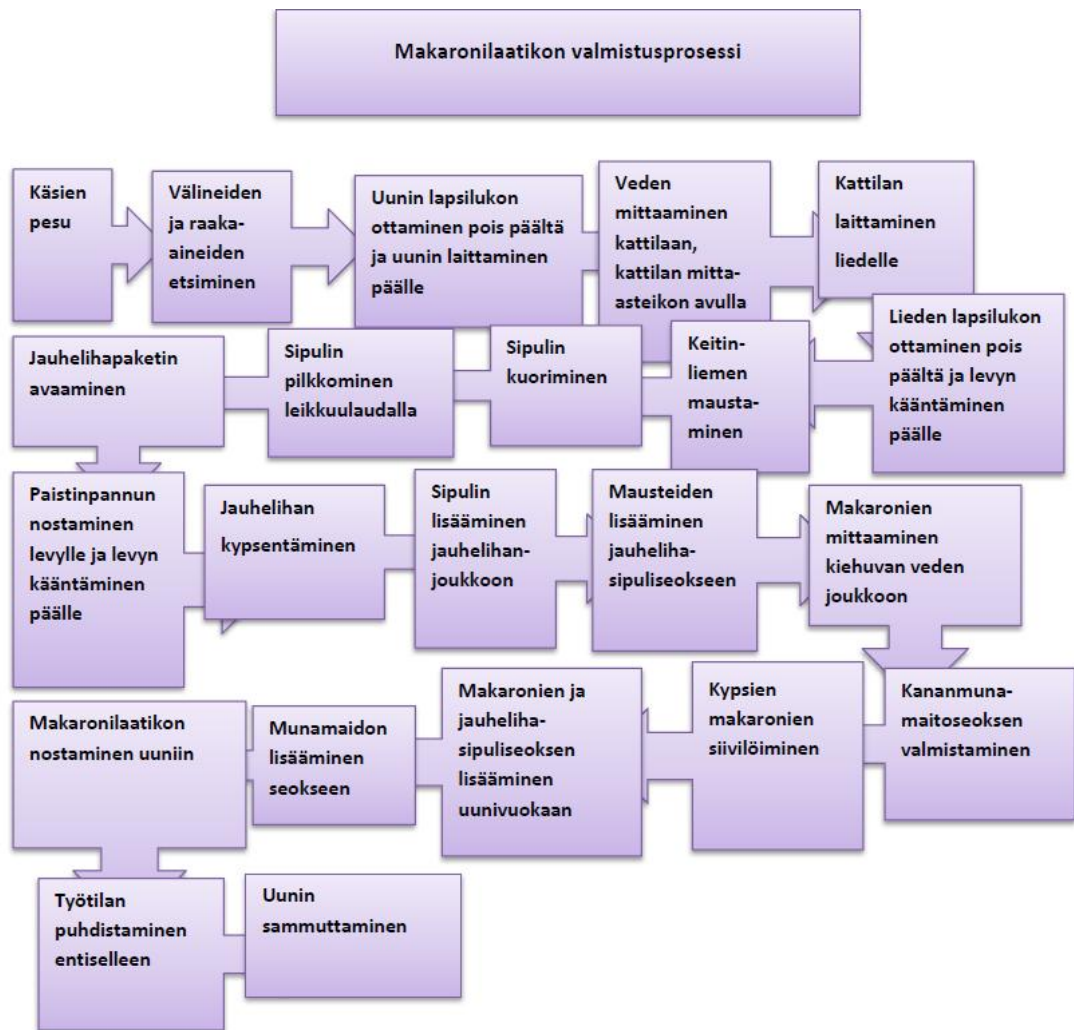 Makaronilaatikon valmistusprosessi
Käsien
pesu
Välineiden
ja raaka-
aineiden
etsiminen
Uunin lapsilukon
ottaminen pois päältä
ja uunin laittaminen
päälle
Veden
mittaaminen
kattilaan,
kattilan mitta-
asteikon avulla
Kattilan
laittaminen
liedelle
Lieden lapsilukon
ottaminen pois
päältä ja levyn
kääntäminen
päälle
Keitin-
liemen
mausta-
minen
Sipulin
kuoriminen
Sipulin
pilkkominen
leikkuulaudalla
Jauhelihapaketin
avaaminen
Paistinpannun
nostaminen
levylle ja levyn
kääntäminen
päälle
Jauhelihan
kypsentäminen
Sipulin
lisääminen
jauhelihan-
joukkoon
Mausteiden
lisääminen
jauheliha-
sipuliseokseen
Makaronien
mittaaminen
kiehuvan veden
joukkoon
Kananmuna-
maitoseoksen
valmistaminen
Kypsien
makaronien
siivilöiminen
Makaronien ja
jauheliha-
sipuliseoksen
lisääminen
uunivuokaan
Munamaidon
lisääminen
seokseen
Makaronilaatikon
nostaminen uuniin
Työtilan
puhdistaminen
entiselleen
Uunin
sammuttaminen